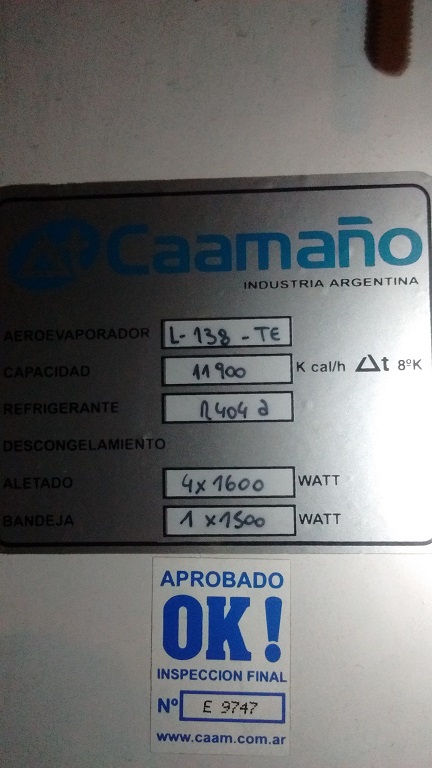 Caamaño
INDUSTRIA ARGENTINA
AEROEVAPORADOR L-138-TE
CAPACIDAD 11900 K cal/h Δt 8ºK
REFRIGERANTE R404a
DESCONGELAMIENTO
ALETADO 4x1600 WATT
BANDEJA 1x1500 WATT
APROBADO
OK!
INSPECCION FINAL
Nº E 9747
www.caam.com.ar